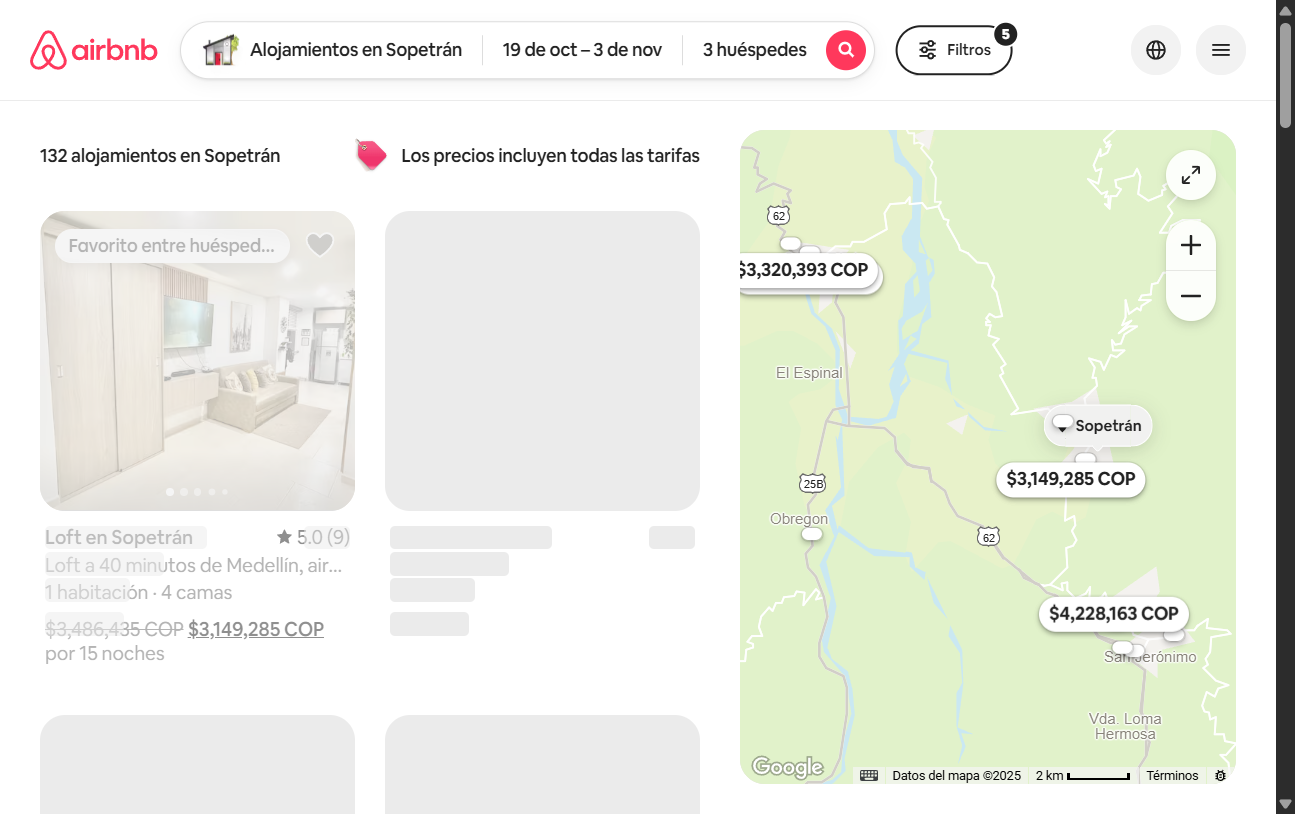 airbnb
Alojamientos en Sopetrán
19 de oct – 3 de nov
3 huéspedes
Filtros
5
132 alojamientos en Sopetrán
Los precios incluyen todas las tarifas
Favorito entre huésped...
Loft en Sopetrán
5.0 (9)
Loft a 40 minutos de Medellín, air...
1 habitación · 4 camas
$3,486,435 COP $3,149,285 COP
por 15 noches
62
$3,320,393 COP
El Espinal
Sopetrán
$3,149,285 COP
25B
Obregon
62
$4,228,163 COP
San Jerónimo
Vda. Loma
Hermosa
Google
Datos del mapa ©2025
2 km
Términos